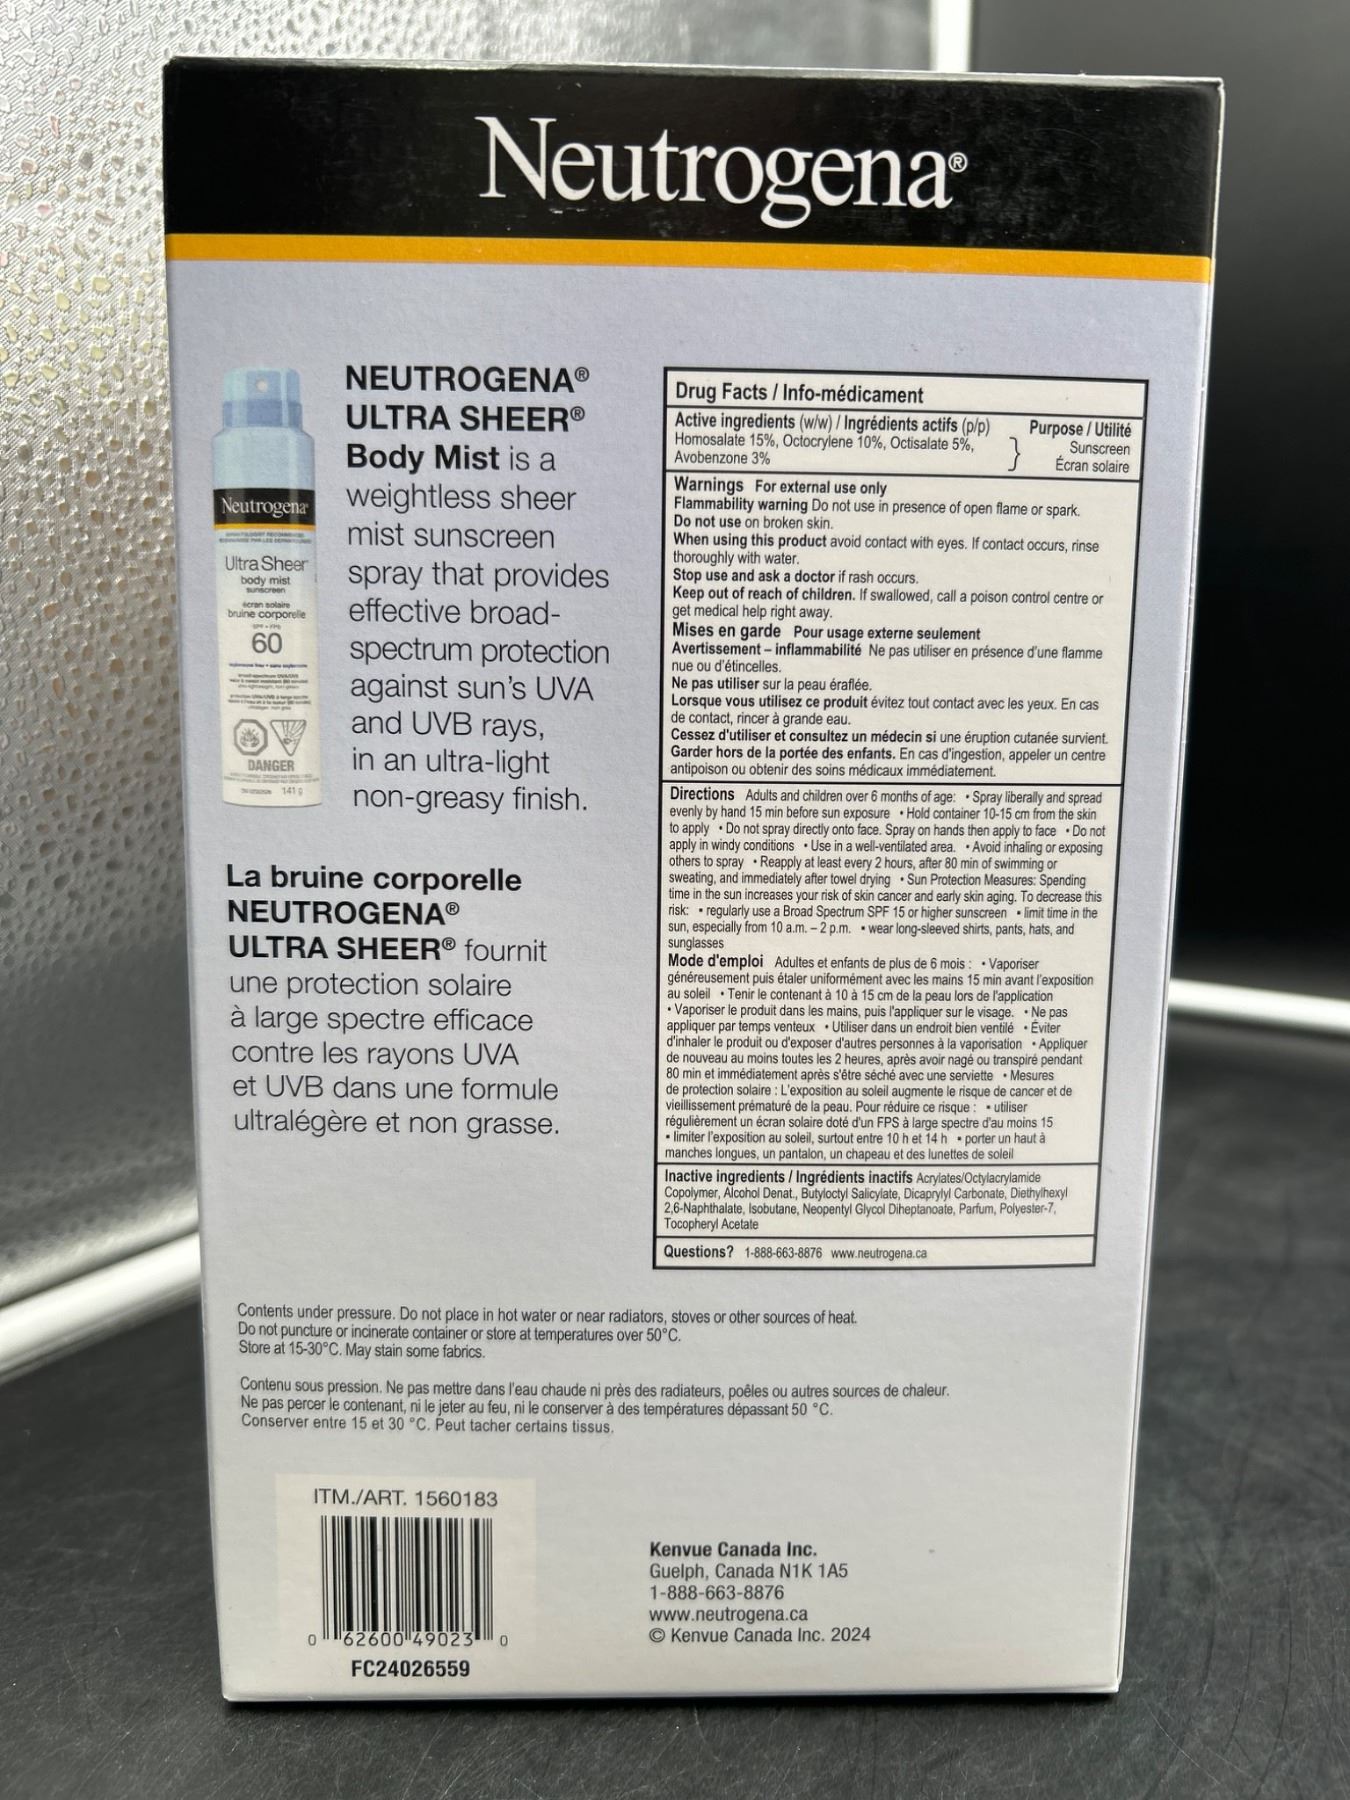 Neutrogena®
NEUTROGENA®
ULTRA SHEER®
Body Mist is a
weightless sheer
mist sunscreen
spray that provides
effective broad-
spectrum protection
against sun's UVA
and UVB rays,
in an ultra-light
non-greasy finish.
Neutrogena®
Ultra Sheer
body mist
sunscreen
écran solaire
bruine corporelle
SPF • FPS
60
DANGER
141 g
La bruine corporelle
NEUTROGENA®
ULTRA SHEER® fournit
une protection solaire
à large spectre efficace
contre les rayons UVA
et UVB dans une formule
ultralégère et non grasse.
Drug Facts / Info-médicament
Active ingredients (w/w) / Ingrédients actifs (p/p) Purpose / Utilité
Homosalate 15%, Octocrylene 10%, Octisalate 5%, Sunscreen
Avobenzone 3% Écran solaire
Warnings For external use only
Flammability warning Do not use in presence of open flame or spark.
Do not use on broken skin.
When using this product avoid contact with eyes. If contact occurs, rinse
thoroughly with water.
Stop use and ask a doctor if rash occurs.
Keep out of reach of children. If swallowed, call a poison control centre or
get medical help right away.
Mises en garde Pour usage externe seulement
Avertissement – inflammabilité Ne pas utiliser en présence d'une flamme
nue ou d'étincelles.
Ne pas utiliser sur la peau éraflée.
Lorsque vous utilisez ce produit évitez tout contact avec les yeux. En cas
de contact, rincer à grande eau.
Cessez d'utiliser et consultez un médecin si une éruption cutanée survient.
Garder hors de la portée des enfants. En cas d'ingestion, appeler un centre
antipoison ou obtenir des soins médicaux immédiatement.
Directions Adults and children over 6 months of age: • Spray liberally and spread
evenly by hand 15 min before sun exposure • Hold container 10-15 cm from the skin
to apply • Do not spray directly onto face. Spray on hands then apply to face • Do not
apply in windy conditions • Use in a well-ventilated area. • Avoid inhaling or exposing
others to spray • Reapply at least every 2 hours, after 80 min of swimming or
sweating, and immediately after towel drying • Sun Protection Measures: Spending
time in the sun increases your risk of skin cancer and early skin aging. To decrease this
risk: ▪ regularly use a Broad Spectrum SPF 15 or higher sunscreen ▪ limit time in the
sun, especially from 10 a.m. – 2 p.m. ▪ wear long-sleeved shirts, pants, hats, and
sunglasses
Mode d'emploi Adultes et enfants de plus de 6 mois : • Vaporiser
généreusement puis étaler uniformément avec les mains 15 min avant l'exposition
au soleil • Tenir le contenant à 10 à 15 cm de la peau lors de l'application
• Vaporiser le produit dans les mains, puis l'appliquer sur le visage. • Ne pas
appliquer par temps venteux • Utiliser dans un endroit bien ventilé • Éviter
d'inhaler le produit ou d'exposer d'autres personnes à la vaporisation • Appliquer
de nouveau au moins toutes les 2 heures, après avoir nagé ou transpiré pendant
80 min et immédiatement après s'être séché avec une serviette • Mesures
de protection solaire : L'exposition au soleil augmente le risque de cancer et de
vieillissement prématuré de la peau. Pour réduire ce risque : ▪ utiliser
régulièrement un écran solaire doté d'un FPS à large spectre d'au moins 15
▪ limiter l'exposition au soleil, surtout entre 10 h et 14 h ▪ porter un haut à
manches longues, un pantalon, un chapeau et des lunettes de soleil
Inactive ingredients / Ingrédients inactifs Acrylates/Octylacrylamide
Copolymer, Alcohol Denat., Butyloctyl Salicylate, Dicaprylyl Carbonate, Diethylhexyl
2,6-Naphthalate, Isobutane, Neopentyl Glycol Diheptanoate, Parfum, Polyester-7,
Tocopheryl Acetate
Questions? 1-888-663-8876 www.neutrogena.ca
Contents under pressure. Do not place in hot water or near radiators, stoves or other sources of heat.
Do not puncture or incinerate container or store at temperatures over 50°C.
Store at 15-30°C. May stain some fabrics.
Contenu sous pression. Ne pas mettre dans l'eau chaude ni près des radiateurs, poêles ou autres sources de chaleur.
Ne pas percer le contenant, ni le jeter au feu, ni le conserver à des températures dépassant 50 °C.
Conserver entre 15 et 30 °C. Peut tacher certains tissus.
ITM./ART. 1560183
0 62600 49023 0
FC24026559
Kenvue Canada Inc.
Guelph, Canada N1K 1A5
1-888-663-8876
www.neutrogena.ca
© Kenvue Canada Inc. 2024